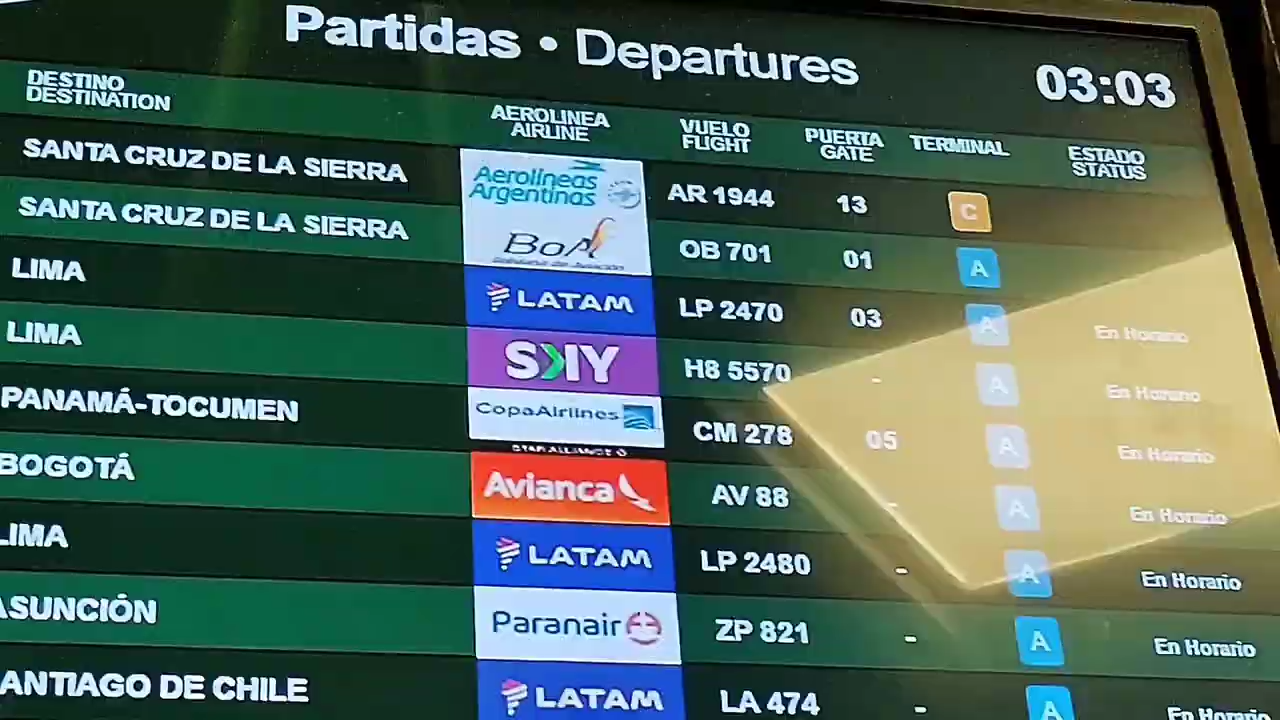 Partidas • Departures 03:03
DESTINO AEROLINEA VUELO PUERTA TERMINAL ESTADO
DESTINATION AIRLINE FLIGHT GATE STATUS
SANTA CRUZ DE LA SIERRA Aerolíneas Argentinas AR 1944 13 C
SANTA CRUZ DE LA SIERRA BoA OB 701 01 A
LIMA LATAM LP 2470 03 A En Horario
LIMA SKY H8 5570 - A En Horario
PANAMÁ-TOCUMEN CopaAirlines CM 278 05 A En Horario
BOGOTÁ Avianca AV 88 - A En Horario
LIMA LATAM LP 2480 - A En Horario
ASUNCIÓN Paranair ZP 821 - A En Horario
ANTIAGO DE CHILE LATAM LA 474 - A En Horario